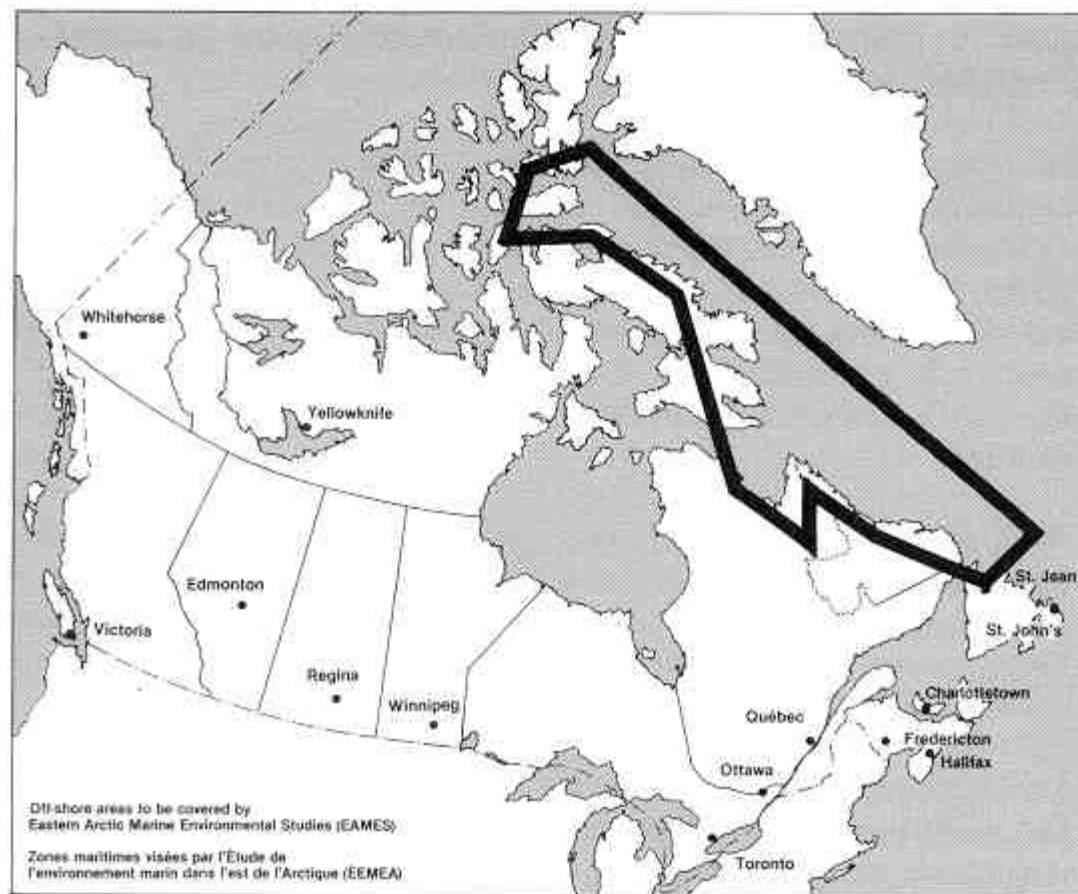 Whitehorse
Yellowknife
Edmonton
Victoria
Regina
Winnipeg
St. Jean
St. John's
Charlottetown
Québec
Fredericton
Halifax
Ottawa
Toronto
Off-shore areas to be covered by
Eastern Arctic Marine Environmental Studies (EAMES)
Zones maritimes visées par l'Étude de
l'environnement marin dans l'est de l'Arctique (ÉEMEA)